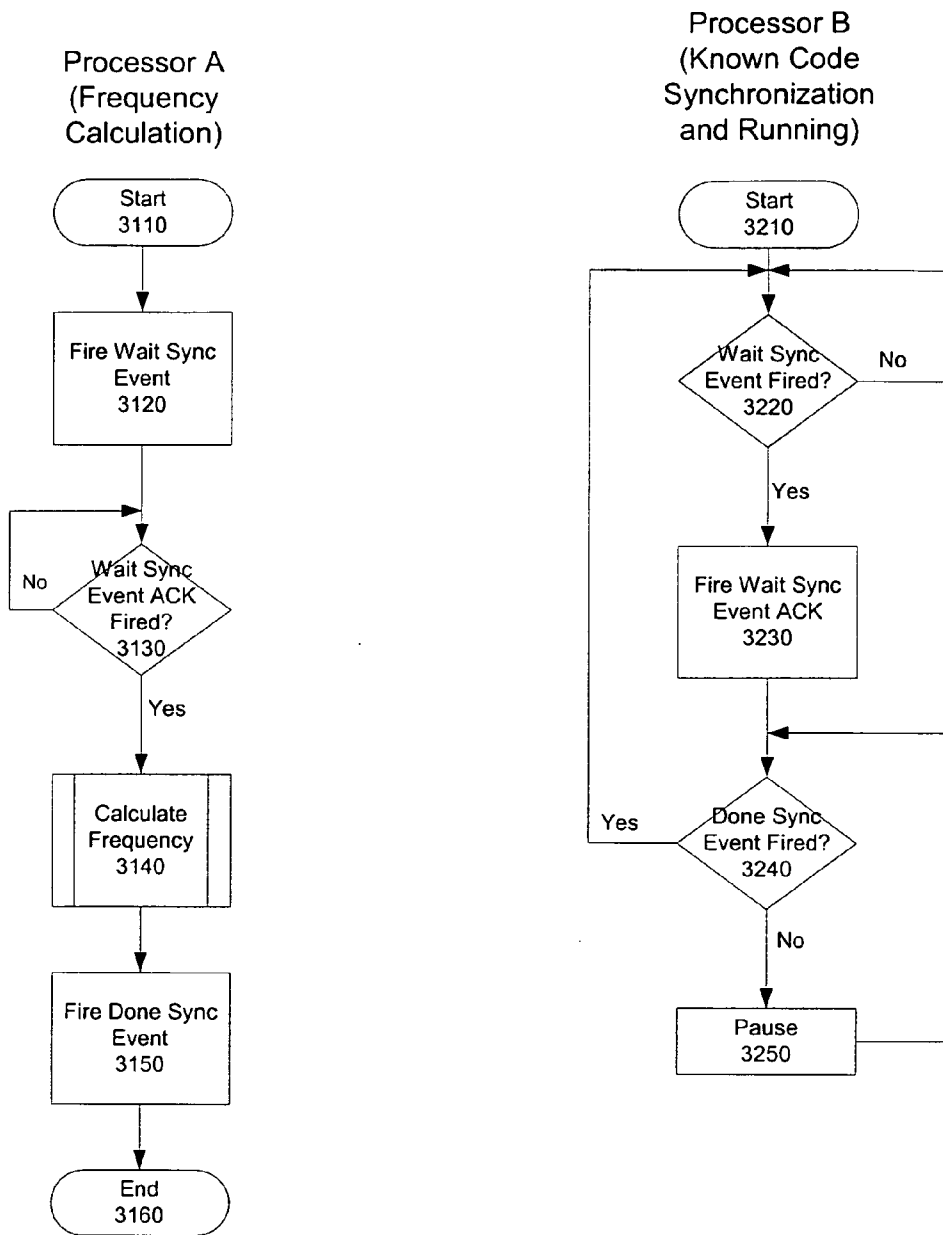 Processor A
(Frequency
Calculation)
Start
3110
Fire Wait Sync
Event
3120
No
Wait Sync
Event ACK
Fired?
3130
Yes
Calculate
Frequency
3140
Fire Done Sync
Event
3150
End
3160
Processor B
(Known Code
Synchronization
and Running)
Start
3210
Wait Sync
Event Fired?
3220
No
Yes
Fire Wait Sync
Event ACK
3230
Yes
Done Sync
Event Fired?
3240
No
Pause
3250